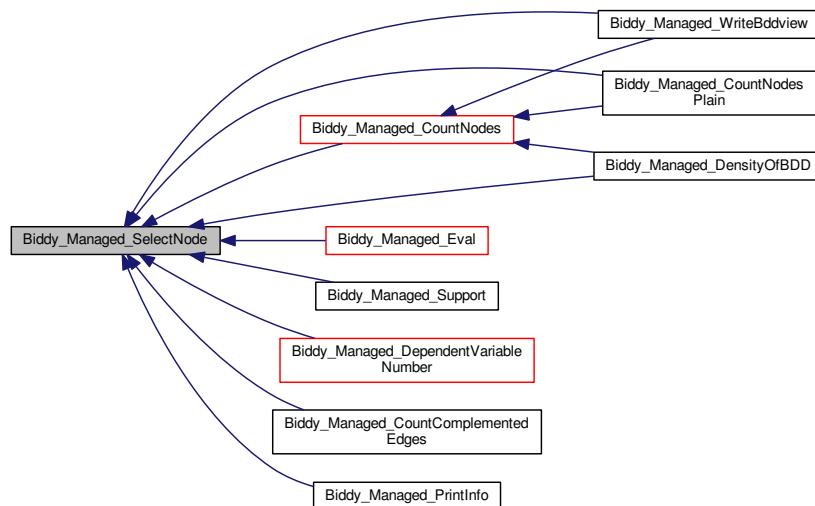 Biddy_Managed_WriteBddview
Biddy_Managed_CountNodes
Plain
Biddy_Managed_CountNodes
Biddy_Managed_DensityOfBDD
Biddy_Managed_SelectNode
Biddy_Managed_Eval
Biddy_Managed_Support
Biddy_Managed_DependentVariable
Number
Biddy_Managed_CountComplemented
Edges
Biddy_Managed_PrintInfo